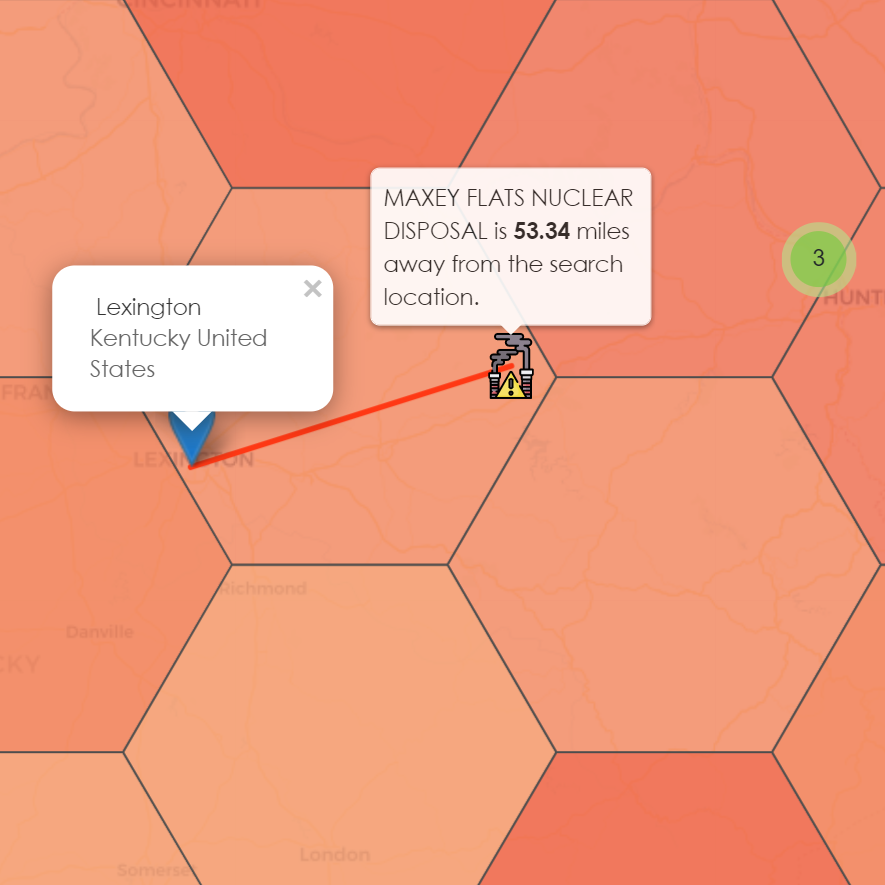 CINCINNATI
MAXEY FLATS NUCLEAR
DISPOSAL is 53.34 miles
away from the search
location.
3
HUNT
×
Lexington
Kentucky United
States
FRAN
LEXINGTON
Richmond
Danville
CKY
London
Somerset